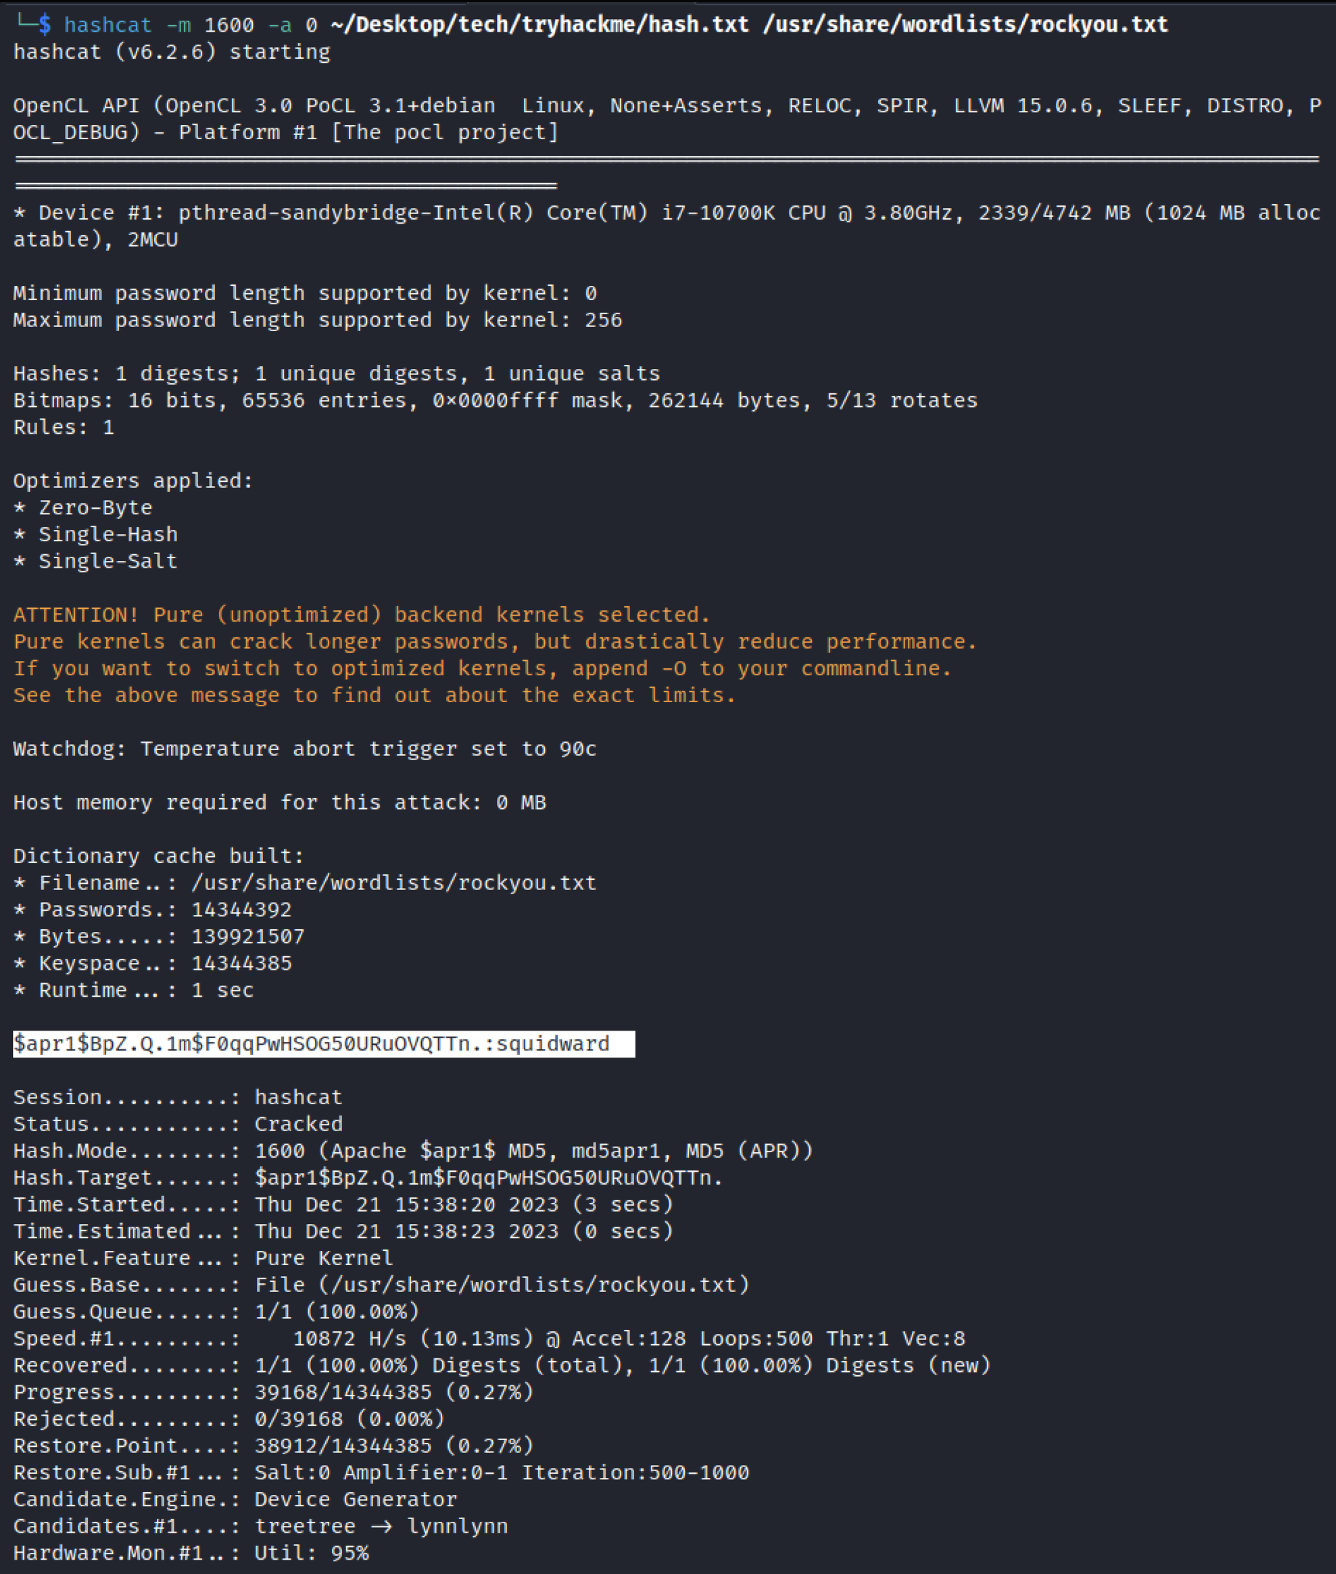 └─$ hashcat -m 1600 -a 0 ~/Desktop/tech/tryhackme/hash.txt /usr/share/wordlists/rockyou.txt
hashcat (v6.2.6) starting
OpenCL API (OpenCL 3.0 PoCL 3.1+debian  Linux, None+Asserts, RELOC, SPIR, LLVM 15.0.6, SLEEF, DISTRO, P
OCL_DEBUG) - Platform #1 [The pocl project]
* Device #1: pthread-sandybridge-Intel(R) Core(TM) i7-10700K CPU @ 3.80GHz, 2339/4742 MB (1024 MB alloc
atable), 2MCU
Minimum password length supported by kernel: 0
Maximum password length supported by kernel: 256
Hashes: 1 digests; 1 unique digests, 1 unique salts
Bitmaps: 16 bits, 65536 entries, 0x0000ffff mask, 262144 bytes, 5/13 rotates
Rules: 1
Optimizers applied:
* Zero-Byte
* Single-Hash
* Single-Salt
ATTENTION! Pure (unoptimized) backend kernels selected.
Pure kernels can crack longer passwords, but drastically reduce performance.
If you want to switch to optimized kernels, append -O to your commandline.
See the above message to find out about the exact limits.
Watchdog: Temperature abort trigger set to 90c
Host memory required for this attack: 0 MB
Dictionary cache built:
* Filename..: /usr/share/wordlists/rockyou.txt
* Passwords.: 14344392
* Bytes.....: 139921507
* Keyspace..: 14344385
* Runtime...: 1 sec
$apr1$BpZ.Q.1m$F0qqPwHSOG50URuOVQTTn.:squidward
Session..........: hashcat
Status...........: Cracked
Hash.Mode........: 1600 (Apache $apr1$ MD5, md5apr1, MD5 (APR))
Hash.Target......: $apr1$BpZ.Q.1m$F0qqPwHSOG50URuOVQTTn.
Time.Started.....: Thu Dec 21 15:38:20 2023 (3 secs)
Time.Estimated...: Thu Dec 21 15:38:23 2023 (0 secs)
Kernel.Feature...: Pure Kernel
Guess.Base.......: File (/usr/share/wordlists/rockyou.txt)
Guess.Queue......: 1/1 (100.00%)
Speed.#1.........:    10872 H/s (10.13ms) @ Accel:128 Loops:500 Thr:1 Vec:8
Recovered........: 1/1 (100.00%) Digests (total), 1/1 (100.00%) Digests (new)
Progress.........: 39168/14344385 (0.27%)
Rejected.........: 0/39168 (0.00%)
Restore.Point....: 38912/14344385 (0.27%)
Restore.Sub.#1...: Salt:0 Amplifier:0-1 Iteration:500-1000
Candidate.Engine.: Device Generator
Candidates.#1....: treetree -> lynnlynn
Hardware.Mon.#1..: Util: 95%